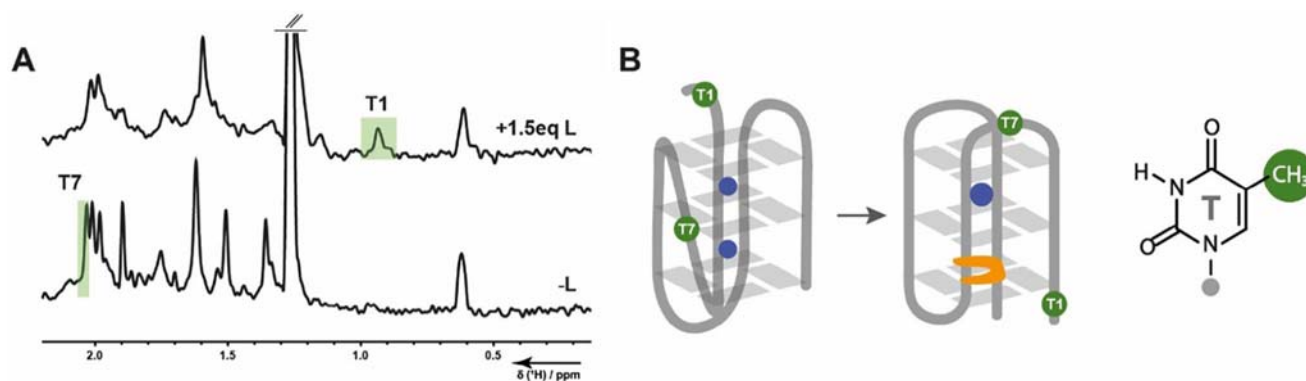 A
T1
+1.5eq L
T7
-L
2.0 1.5 1.0 0.5
δ (¹H) / ppm
B
T1
T7
T7
T1
O
H
N
T
CH₃
O
N